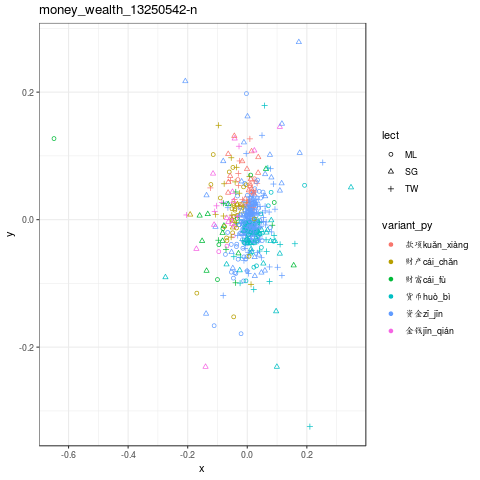 money_wealth_13250542-n
0.2
0.0
-0.2
y
-0.6
-0.4
-0.2
0.0
0.2
x
lect
ML
SG
TW
variant_py
款项kuǎn_xiàng
财产cái_chǎn
财富cái_fù
货币huò_bì
资金zī_jīn
金钱jīn_qián